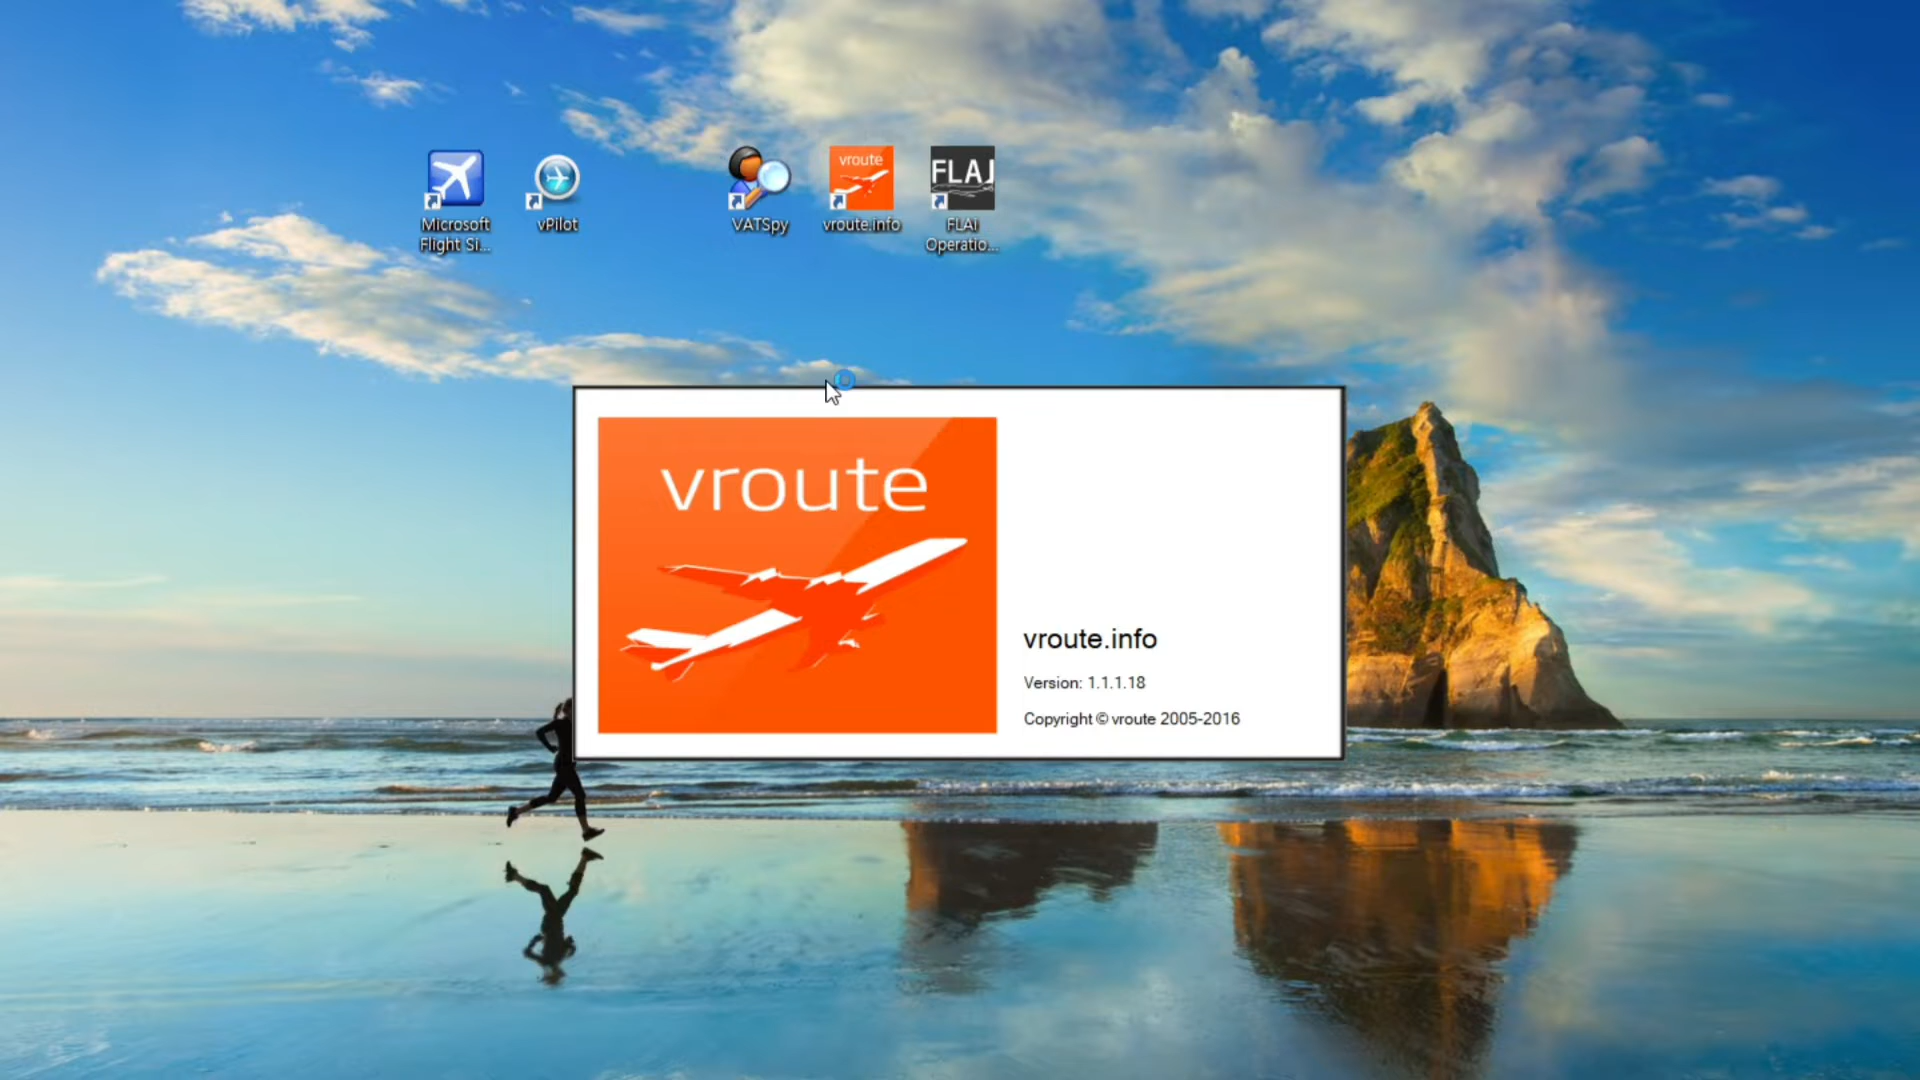 vroute
FLAi
Microsoft
Flight Si...
vPilot
VATSpy
vroute.info
FLAi
Operatio...
vroute
vroute.info
Version: 1.1.1.18
Copyright © vroute 2005-2016